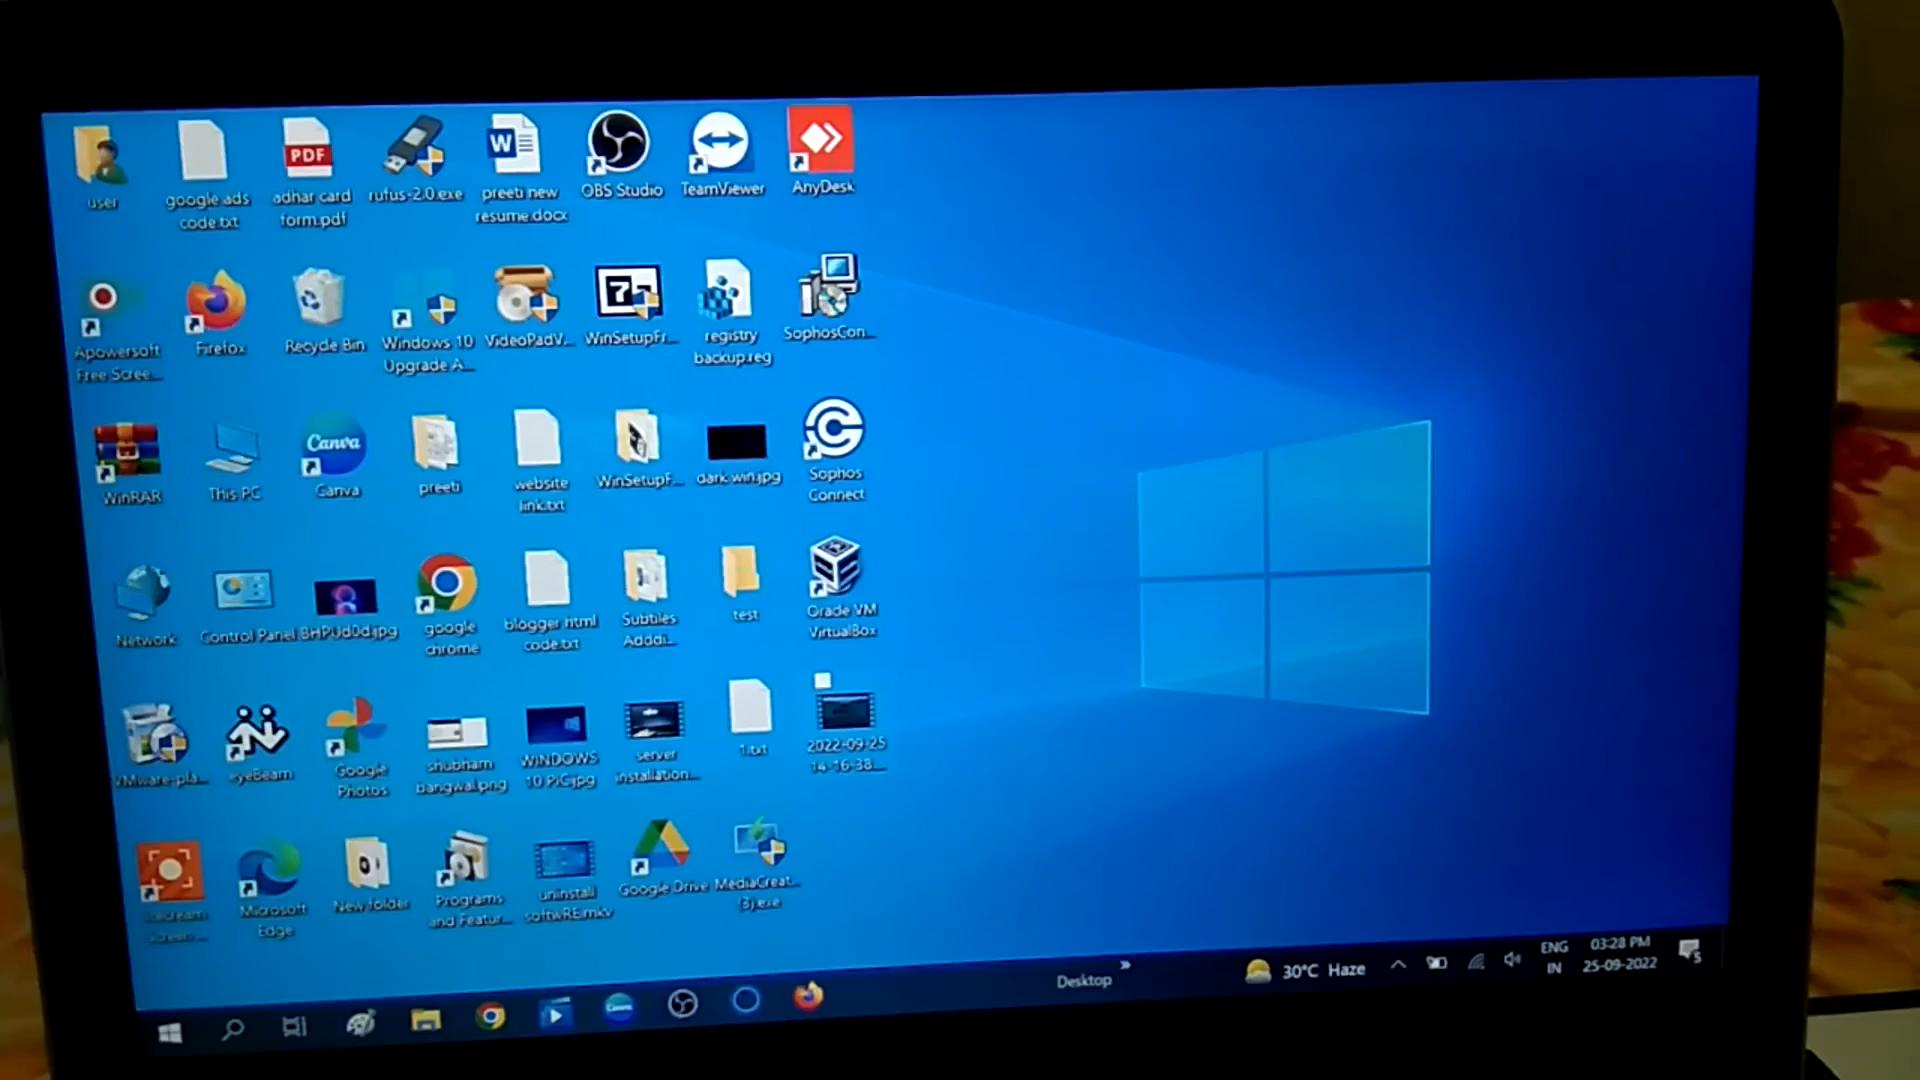 user
google ads
code.txt
PDF
adhar card
form.pdf
rufus-2.0.exe
W
preeti new
resume.docx
OBS Studio
TeamViewer
AnyDesk
Apowersoft
Free Scree...
Firefox
Recycle Bin
Windows 10
Upgrade A...
VideoPadV...
7
WinSetupFr...
registry
backup.reg
SophosCon...
WinRAR
This PC
Canva
Canva
preeti
website
link.txt
WinSetupF...
dark win.jpg
Sophos
Connect
Network
Control Panel
8HPUd0d.jpg
google
chrome
blogger html
code.txt
Subtiles
Adddi...
test
Oracle VM
VirtualBox
VMware-pla...
eyeBeam
Google
Photos
shubham
bangwal.png
WINDOWS
10 PiC.jpg
server
installation...
1.txt
2022-09-25
14-16-38...
Icecream
Screen ...
Microsoft
Edge
New folder
Programs
and Featur...
uninstall
softwRE.mkv
Google Drive
MediaCreat...
(3).exe
Canva
Desktop
»
30°C Haze
ENG
IN
03:28 PM
25-09-2022
5